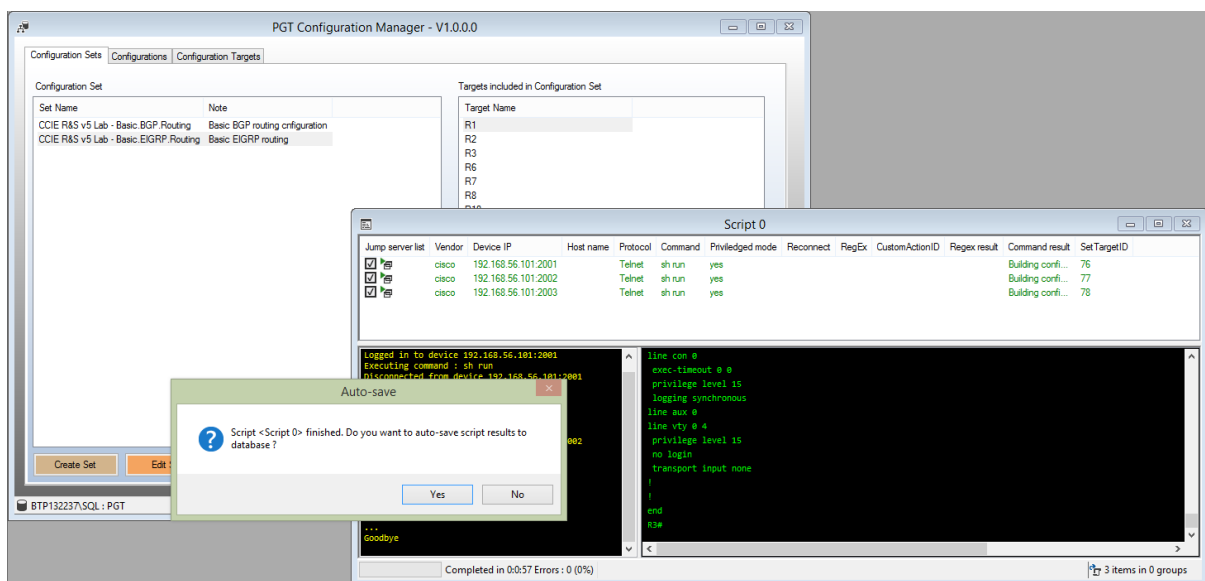 PGT Configuration Manager - V1.0.0.0
Configuration Sets Configurations Configuration Targets
Configuration Set
Set Name Note
CCIE R&S v5 Lab - Basic.BGP.Routing Basic BGP routing cnfiguration
CCIE R&S v5 Lab - Basic.EIGRP.Routing Basic EIGRP routing
Targets included in Configuration Set
Target Name
R1
R2
R3
R6
R7
R8
Create Set Edit
BTP132237\SQL : PGT
Script 0
Jump server list Vendor Device IP Host name Protocol Command Priviledged mode Reconnect RegEx CustomActionID Regex result Command result SetTargetID
cisco 192.168.56.101:2001 Telnet sh run yes Building confi... 76
cisco 192.168.56.101:2002 Telnet sh run yes Building confi... 77
cisco 192.168.56.101:2003 Telnet sh run yes Building confi... 78
Logged in to device 192.168.56.101:2001
Executing command : sh run
Disconnected from device 192.168.56.101:2001
002
...
Goodbye
line con 0
exec-timeout 0 0
privilege level 15
logging synchronous
line aux 0
line vty 0 4
privilege level 15
no login
transport input none
!
!
end
R3#
Auto-save
Script <Script 0> finished. Do you want to auto-save script results to
database ?
Yes No
Completed in 0:0:57 Errors : 0 (0%)
3 items in 0 groups